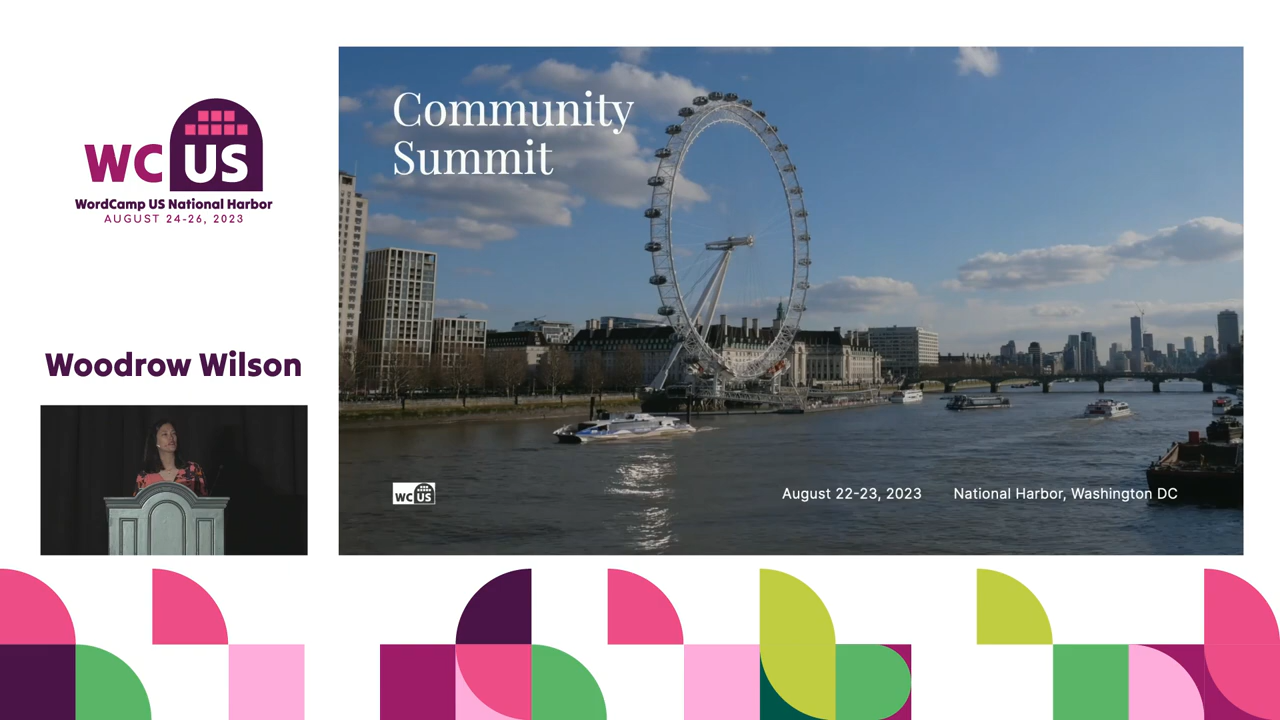 WC US
WordCamp US National Harbor
AUGUST 24-26, 2023
Woodrow Wilson
Community
Summit
WC US
August 22-23, 2023
National Harbor, Washington DC